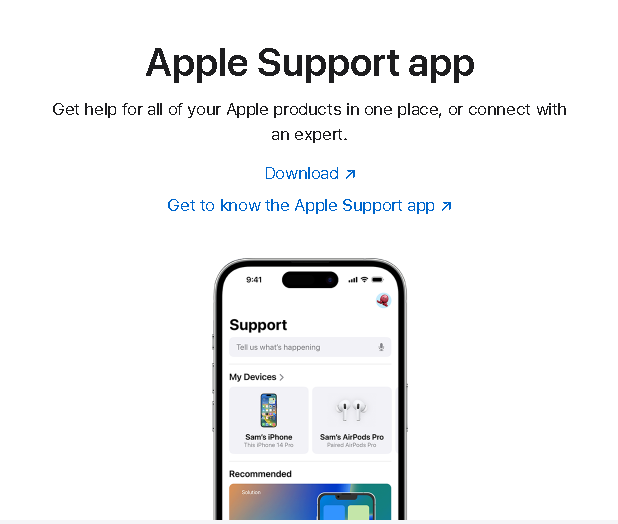 Apple Support app
Get help for all of your Apple products in one place, or connect with
an expert.
Download ↗
Get to know the Apple Support app ↗
9:41
Support
Tell us what's happening
My Devices >
Sam's iPhone
This iPhone 14 Pro
Sam's AirPods Pro
Paired AirPods Pro
Recommended
Solution